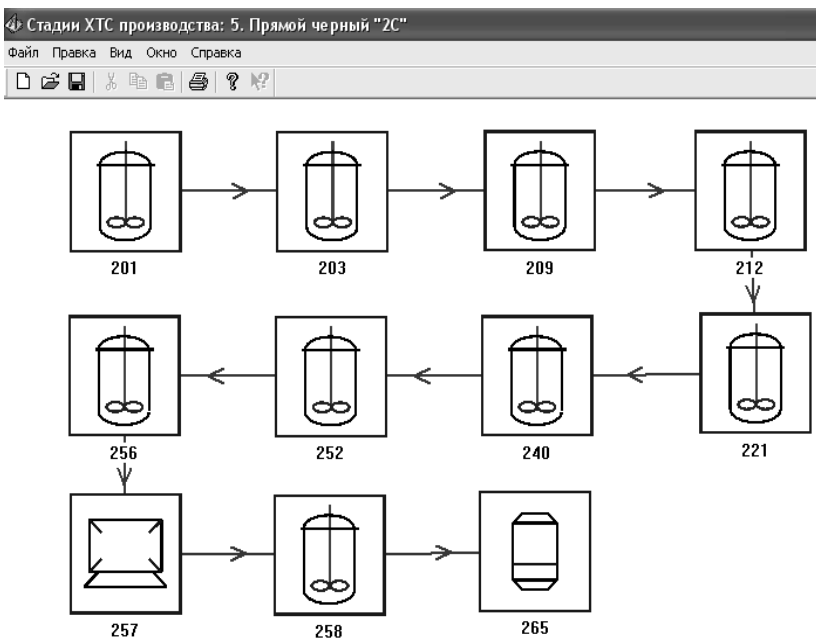 Стадии ХТС производства: 5. Прямой черный "2С"
Файл Правка Вид Окно Справка
201 203 209 212
256 252 240 221
257 258 265